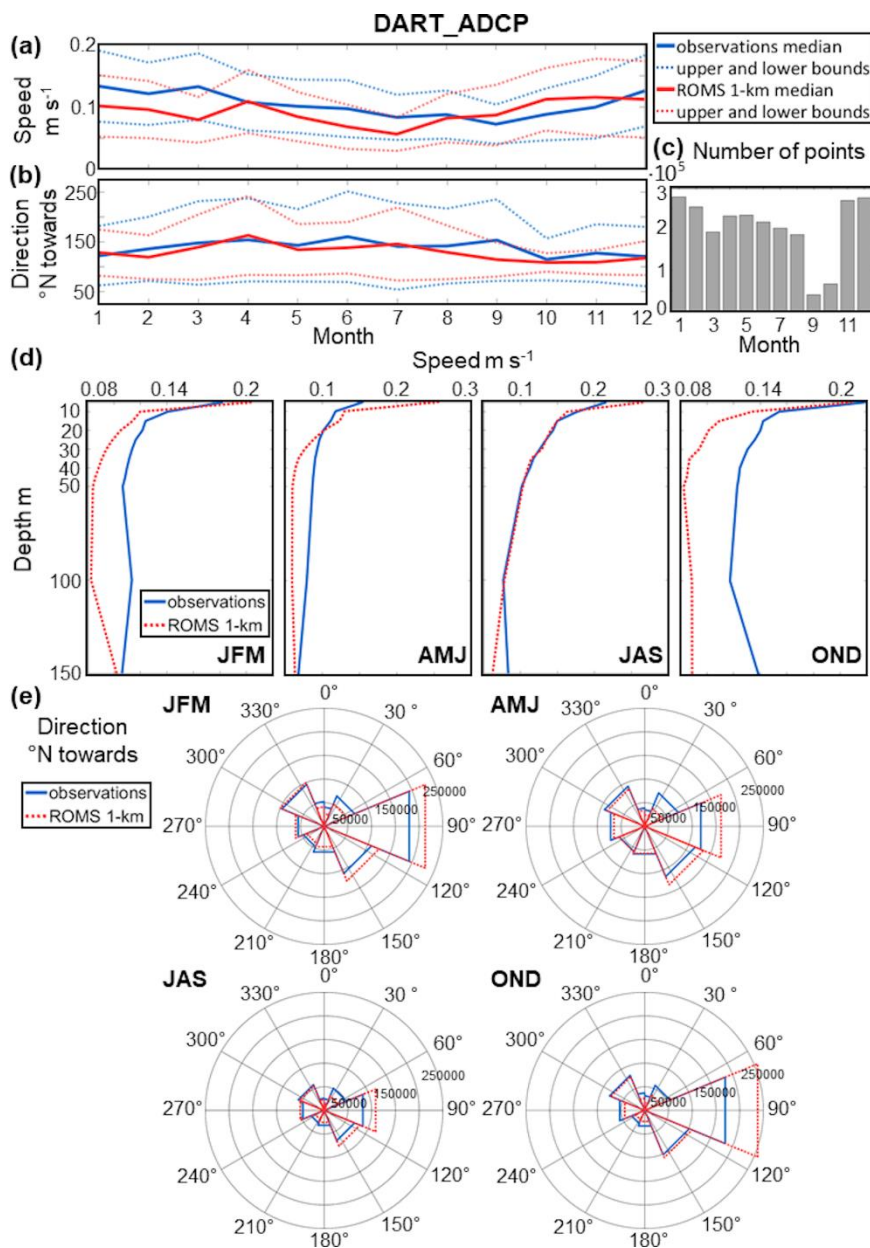 DART_ADCP
(a)
0.2
0.1
0
Speed
m s⁻¹
observations median
upper and lower bounds
ROMS 1-km median
upper and lower bounds
(b)
250
150
50
Direction
°N towards
1 2 3 4 5 6 7 8 9 10 11 12
Month
(c) Number of points
·10⁵
3
2
1
0
1 3 5 7 9 11
Month
(d)
Speed m s⁻¹
0.08 0.14 0.2
0.1 0.2 0.3
0.1 0.2 0.3
0.08 0.14 0.2
10
20
30
40
50
100
150
Depth m
observations
ROMS 1-km
JFM
AMJ
JAS
OND
(e)
Direction
°N towards
observations
ROMS 1-km
JFM
0°
30 °
60°
90°
120°
150°
180°
210°
240°
270°
300°
330°
50000
150000
250000
AMJ
0°
30 °
60°
90°
120°
150°
180°
210°
240°
270°
300°
330°
50000
150000
250000
JAS
0°
30 °
60°
90°
120°
150°
180°
210°
240°
270°
300°
330°
50000
150000
250000
OND
0°
30 °
60°
90°
120°
150°
180°
210°
240°
270°
300°
330°
50000
150000
250000